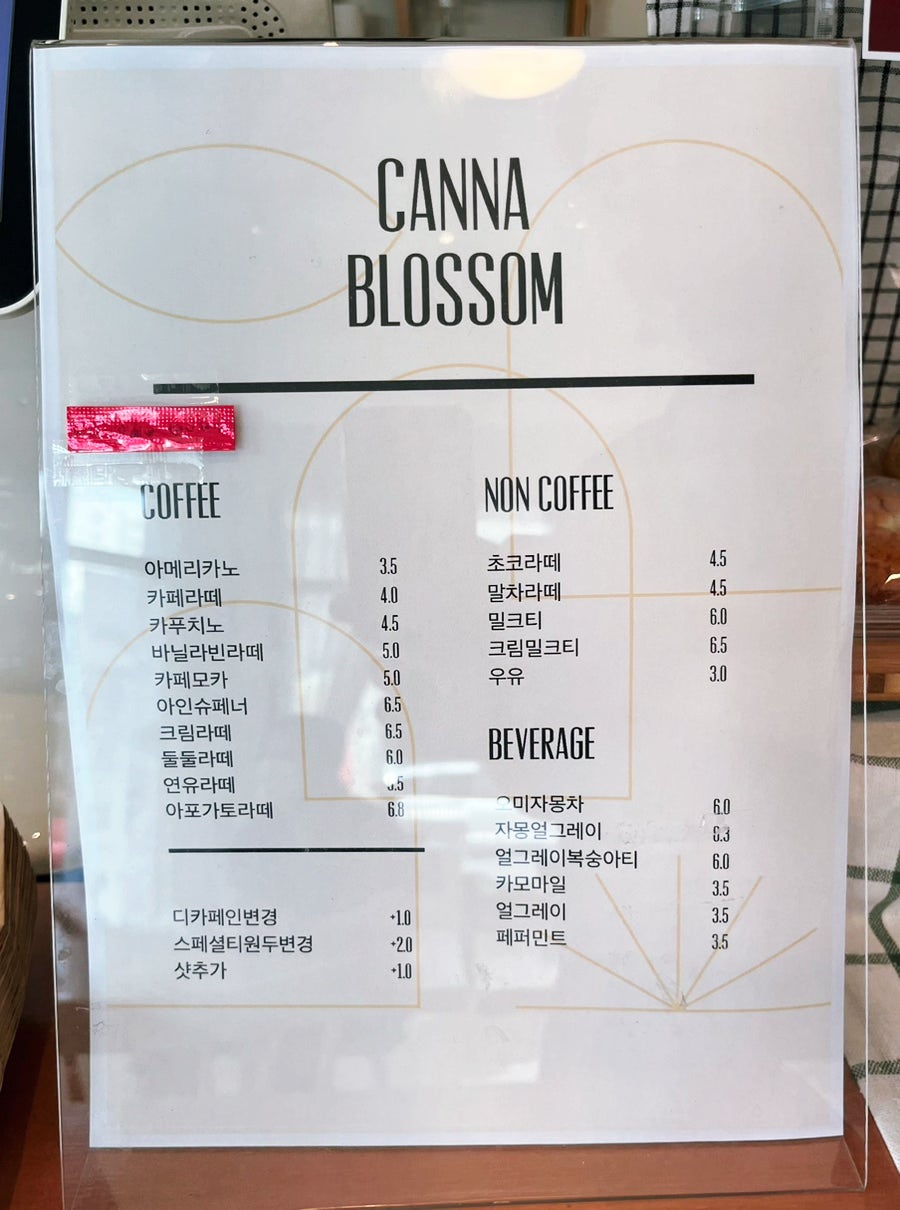 CANNA
BLOSSOM
COFFEE
아메리카노 3.5
카페라떼 4.0
카푸치노 4.5
바닐라빈라떼 5.0
카페모카 5.0
아인슈페너 6.5
크림라떼 6.5
둘둘라떼 6.0
연유라떼
아포가토라떼 6.8
디카페인변경 +1.0
스페셜티원두변경 +2.0
샷추가 +1.0
NON COFFEE
초코라떼 4.5
말차라떼 4.5
밀크티 6.0
크림밀크티 6.5
우유 3.0
BEVERAGE
오미자몽차 6.0
자몽얼그레이
얼그레이복숭아티 6.0
카모마일 3.5
얼그레이 3.5
페퍼민트 3.5